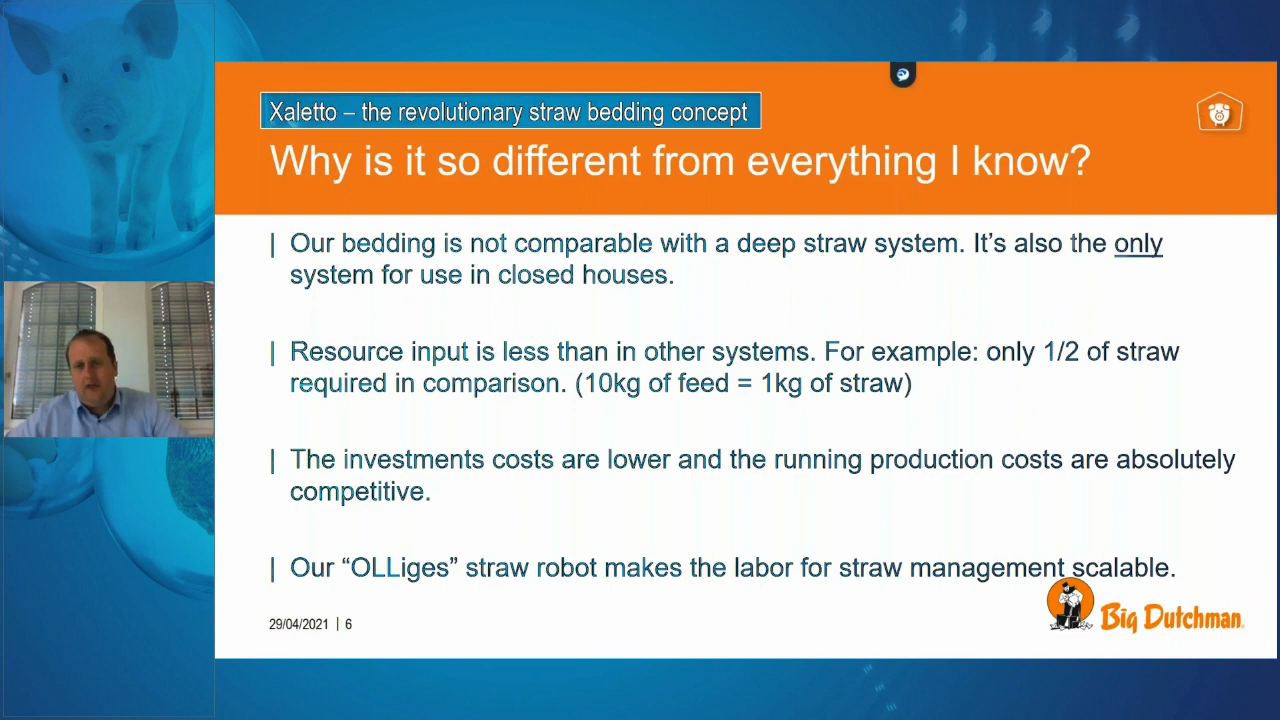 Xaletto – the revolutionary straw bedding concept
Why is it so different from everything I know?
| Our bedding is not comparable with a deep straw system. It’s also the only
system for use in closed houses.
| Resource input is less than in other systems. For example: only 1/2 of straw
required in comparison. (10kg of feed = 1kg of straw)
| The investments costs are lower and the running production costs are absolutely
competitive.
| Our “OLLiges” straw robot makes the labor for straw management scalable.
29/04/2021 | 6
Big Dutchman